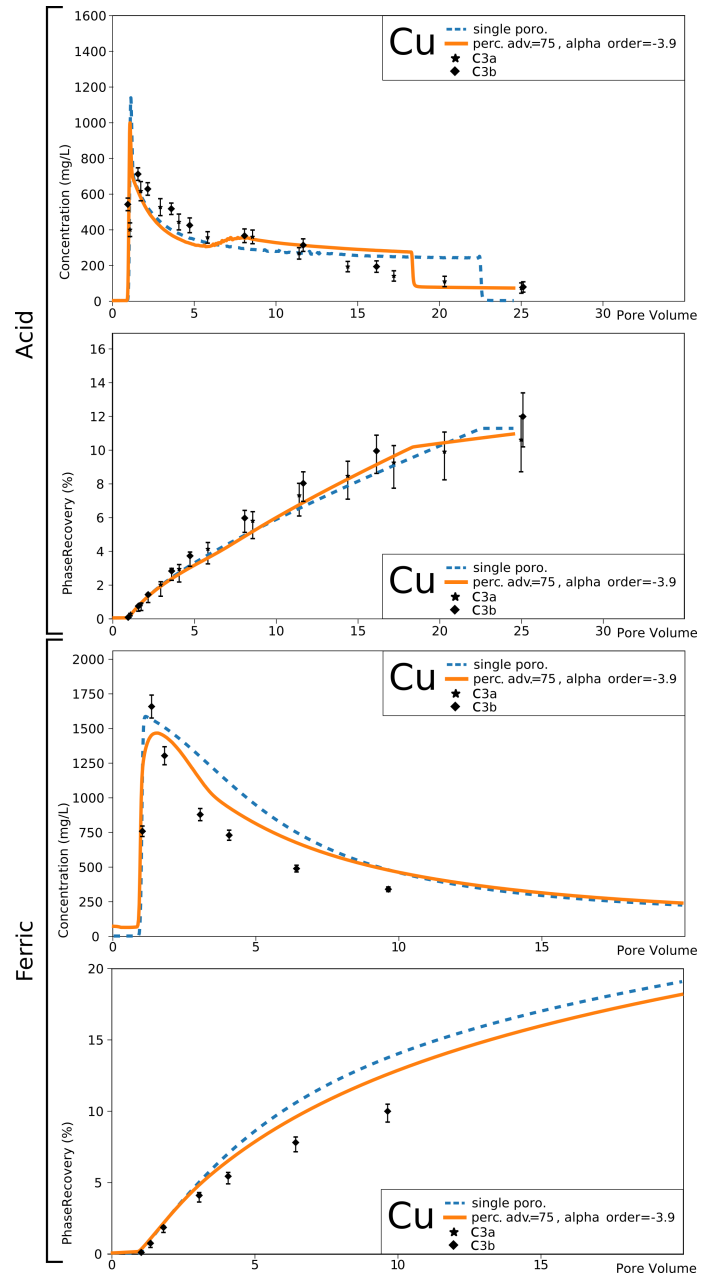 Acid
Concentration (mg/L)
1600
1400
1200
1000
800
600
400
200
0
Cu
single poro.
perc. adv.=75, alpha order=-3.9
C3a
C3b
0 5 10 15 20 25 30 Pore Volume
PhaseRecovery (%)
16
14
12
10
8
6
4
2
0
Cu
single poro.
perc. adv.=75, alpha order=-3.9
C3a
C3b
0 5 10 15 20 25 30 Pore Volume
Ferric
Concentration (mg/L)
2000
1750
1500
1250
1000
750
500
250
0
Cu
single poro.
perc. adv.=75, alpha order=-3.9
C3a
C3b
0 5 10 15 Pore Volume
PhaseRecovery (%)
20
15
10
5
0
Cu
single poro.
perc. adv.=75, alpha order=-3.9
C3a
C3b
0 5 10 15 Pore Volume